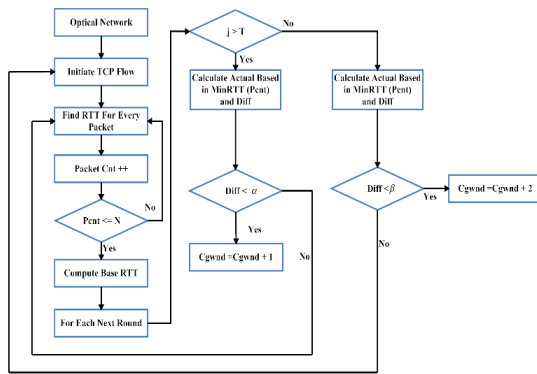 Optical Network
Initiate TCP Flow
Find RTT For Every
Packet
Packet Cnt ++
Pcnt <= N
No
Yes
Compute Base RTT
For Each Next Round
j > T
No
Yes
Calculate Actual Based
in MinRTT (Pcnt)
and Diff
Diff < α
Yes
No
Cgwnd =Cgwnd + 1
Calculate Actual Based
in MinRTT (Pcnt)
and Diff
Diff <β
Yes
No
Cgwnd =Cgwnd + 2